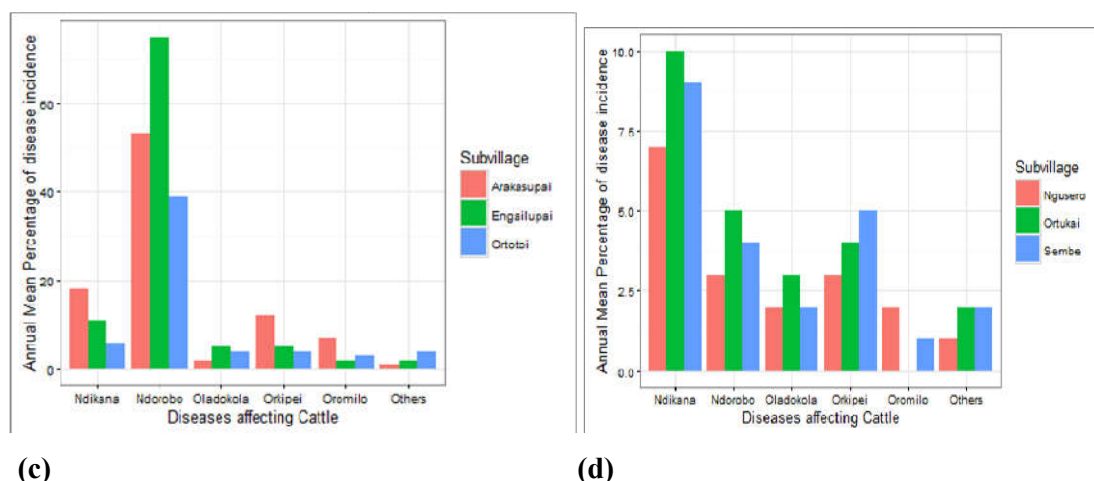 Annual Mean Percentage of disease incidence
60
40
20
0
Ndikana Ndorobo Oladokola Orkipei Oromilo Others
Diseases affecting Cattle
Subvillage
Arakasupai
Engailupai
Ortotoi
(c)
Annual Mean Percentage of disease incidence
10.0
7.5
5.0
2.5
0.0
Ndikana Ndorobo Oladokola Orkipei Oromilo Others
Diseases affecting Cattle
Subvillage
Ngusero
Ortukai
Sembe
(d)